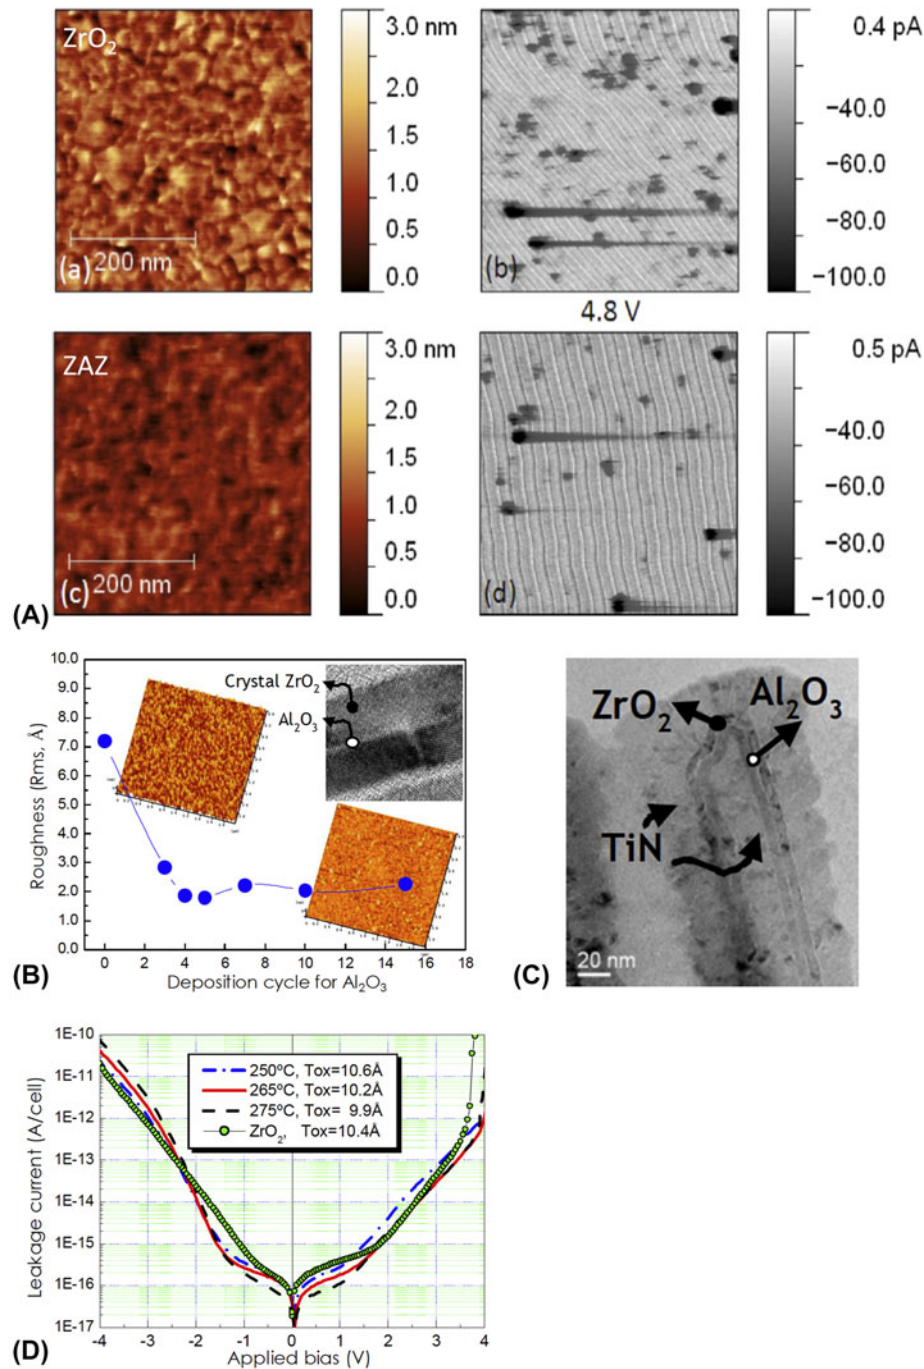 ZrO2
200 nm
(a)
3.0 nm
2.0
1.5
1.0
0.5
0.0
(b)
0.4 pA
−40.0
−60.0
−80.0
−100.0
4.8 V
ZAZ
200 nm
(c)
3.0 nm
2.0
1.5
1.0
0.5
0.0
(d)
0.5 pA
−40.0
−60.0
−80.0
−100.0
(A)
Roughness (Rms, Å)
10.0
9.0
8.0
7.0
6.0
5.0
4.0
3.0
2.0
1.0
0.0
Crystal ZrO2
Al2O3
0 2 4 6 8 10 12 14 16 18
Deposition cycle for Al2O3
(B)
ZrO2
Al2O3
TiN
20 nm
(C)
Leakage current (A/cell)
1E-10
1E-11
1E-12
1E-13
1E-14
1E-15
1E-16
1E-17
250ºC, Tox=10.6Å
265ºC, Tox=10.2Å
275ºC, Tox= 9.9Å
ZrO2, Tox=10.4Å
-4 -3 -2 -1 0 1 2 3 4
Applied bias (V)
(D)